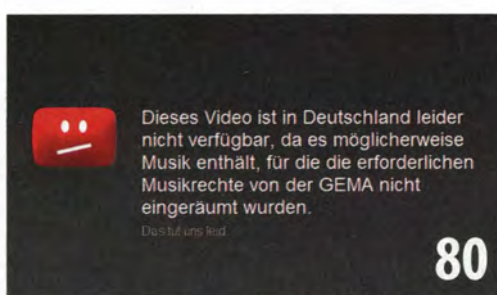 Dieses Video ist in Deutschland leider
nicht verfügbar, da es möglicherweise
Musik enthält, für die die erforderlichen
Musikrechte von der GEMA nicht
eingeräumt wurden.
Das tut uns leid.
80